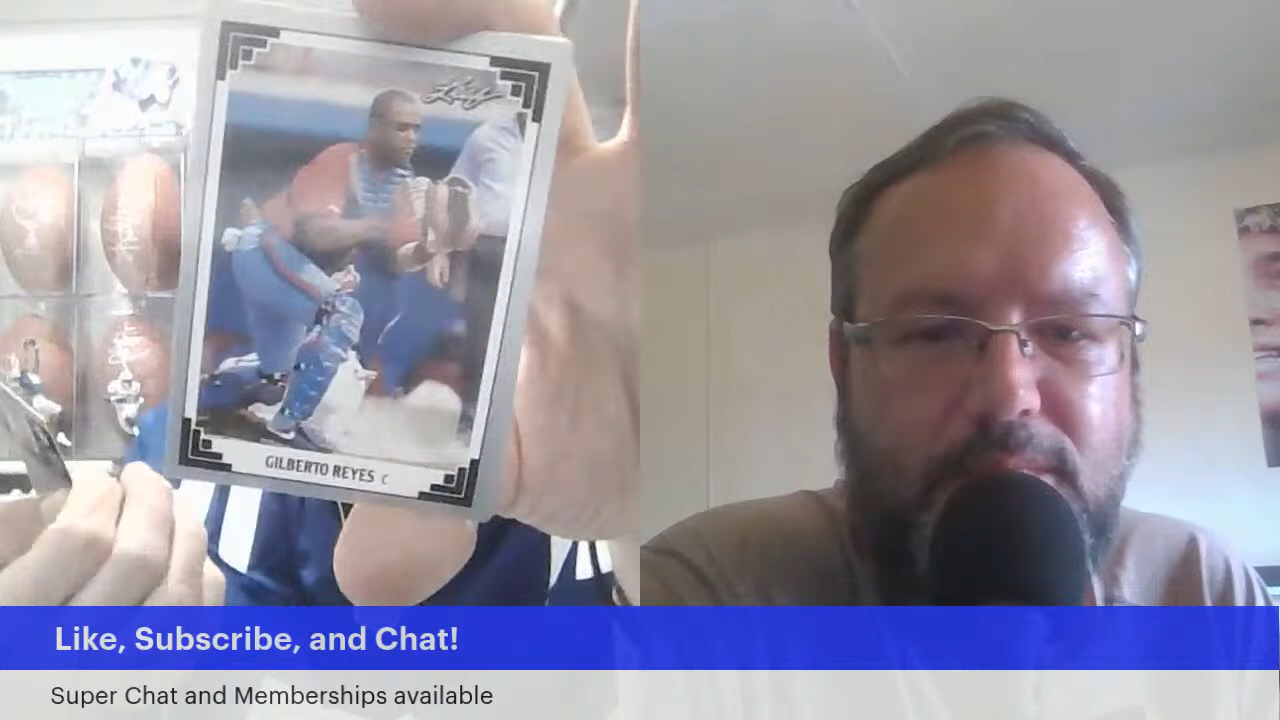 Leaf
GILBERTO REYES C
Like, Subscribe, and Chat!
Super Chat and Memberships available